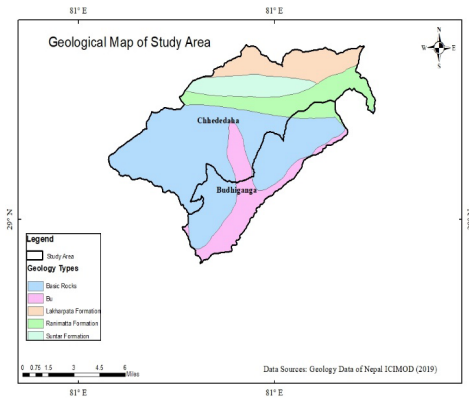 81° E 81° E
Geological Map of Study Area
N
W E
S
Chhededaka
Budhiganga
29° N
Legend
Study Area
Geology Types
Basic Rocks
Bu
Lakharpata Formation
Ranimatta Formation
Suntar Formation
0 0.75 1.5 3 4.5 6
Miles
Data Sources: Geology Data of Nepal ICIMOD (2019)
81° E 81° E